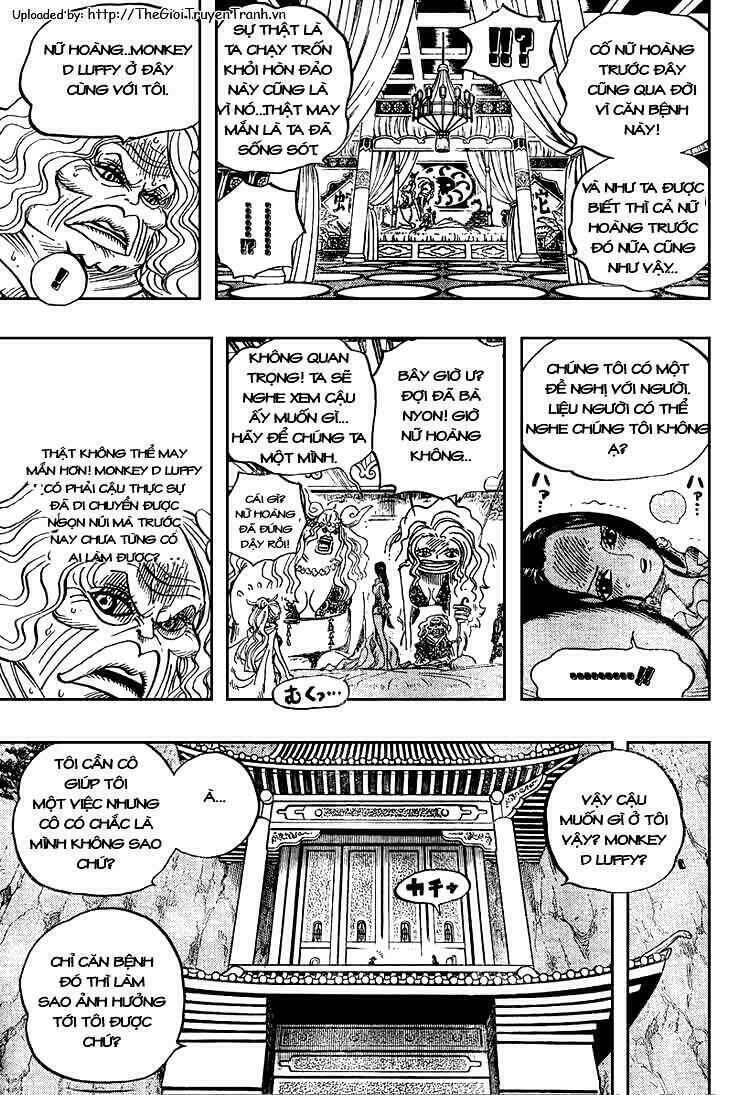 Uploaded by: http://TheGioiTruyenTranh.vn
CỐ NỮ HOÀNG
TRƯỚC ĐÂY
CŨNG QUA ĐỜI
VÌ CĂN BỆNH
NÀY!
VÀ NHƯ TA ĐƯỢC
BIẾT THÌ CẢ NỮ
HOÀNG TRƯỚC
ĐÓ NỮA CŨNG
NHƯ VẬY..
!!?
蛇
蛇
SỰ THẬT LÀ
TA CHẠY TRỐN
KHỎI HÒN ĐẢO
NÀY CŨNG LÀ
VÌ NÓ...THẬT MAY
MẮN LÀ TA ĐÃ
SỐNG SÓT.
..........!?
NỮ HOÀNG..MONKEY
D LUFFY Ở ĐÂY
CÙNG VỚI TÔI.
!
CHÚNG TÔI CÓ MỘT
ĐỀ NGHỊ VỚI NGƯỜI.
LIỆU NGƯỜI CÓ THỂ
NGHE CHÚNG TÔI KHÔNG
Ạ?
..........!!
BÂY GIỜ Ư?
ĐỢI ĐÃ BÀ
NYON! GIỜ
NỮ HOÀNG
KHÔNG..
KHÔNG QUAN
TRỌNG! TA SẼ
NGHE XEM CẬU
ẤY MUỐN GÌ...
HÃY ĐỂ CHÚNG TA
MỘT MÌNH.
CÁI GÌ?
NỮ HOÀNG
ĐÃ ĐỨNG
DẬY RỒI!
むくっ…
THẬT KHÔNG THỂ MAY
MẮN HƠN! MONKEY D LUFFY
CÓ PHẢI CẬU THỰC SỰ
ĐÃ DI CHUYỂN ĐƯỢC
NGỌN NÚI MÀ TRƯỚC
NAY CHƯA TỪNG CÓ
AI LÀM ĐƯỢC?
VẬY CẬU
MUỐN GÌ Ở TÔI
VẬY? MONKEY
D LUFFY?
À...
カチャ
TÔI CẦN CÔ
GIÚP TÔI
MỘT VIỆC NHƯNG
CÔ CÓ CHẮC LÀ
MÌNH KHÔNG SAO
CHỨ?
CHỈ CĂN BỆNH
ĐÓ THÌ LÀM
SAO ẢNH HƯỞNG
TỚI TÔI ĐƯỢC
CHỨ?